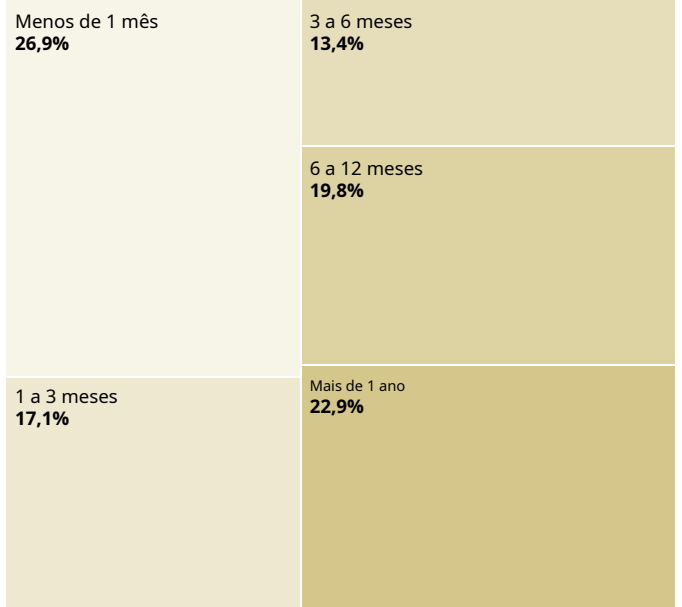 Menos de 1 mês
26,9%
1 a 3 meses
17,1%
3 a 6 meses
13,4%
6 a 12 meses
19,8%
Mais de 1 ano
22,9%